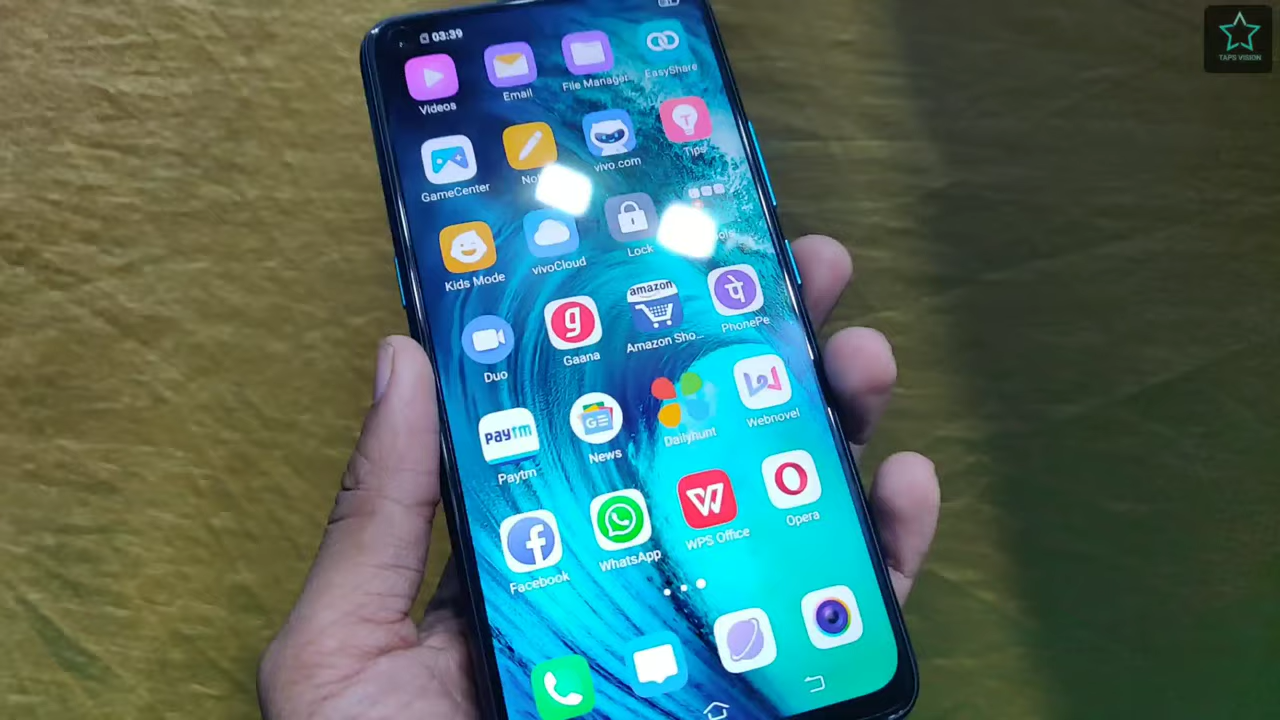 03:39
TAPS VISION
Videos
Email
File Manager
EasyShare
GameCenter
vivo.com
Tips
Kids Mode
vivoCloud
Lock
Duo
g
Gaana
amazon
Amazon Sho...
पे
PhonePe
paytm
Paytm
GE
News
Dailyhunt
Webnovel
f
Facebook
WhatsApp
W
WPS Office
O
Opera